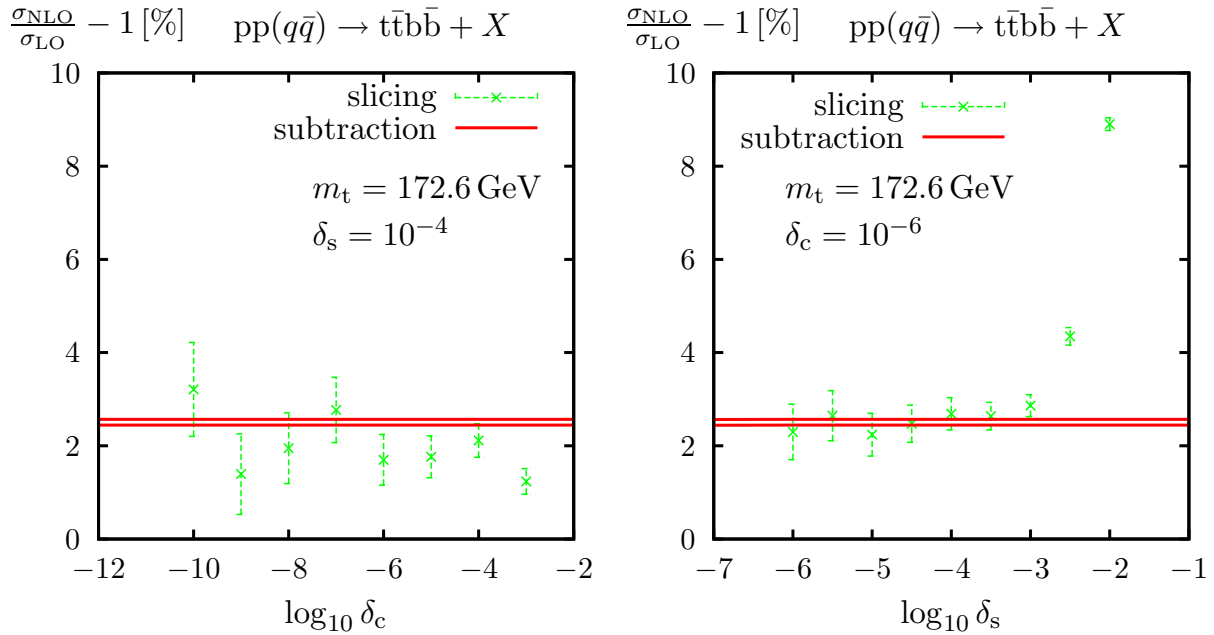 σNLO/σLO − 1 [%] pp(qq̄) → tt̄bb̄ + X
10
8
6
4
2
0
slicing
subtraction
mt = 172.6 GeV
δs = 10−4
−12 −10 −8 −6 −4 −2
log10 δc
σNLO/σLO − 1 [%] pp(qq̄) → tt̄bb̄ + X
10
8
6
4
2
0
slicing
subtraction
mt = 172.6 GeV
δc = 10−6
−7 −6 −5 −4 −3 −2 −1
log10 δs